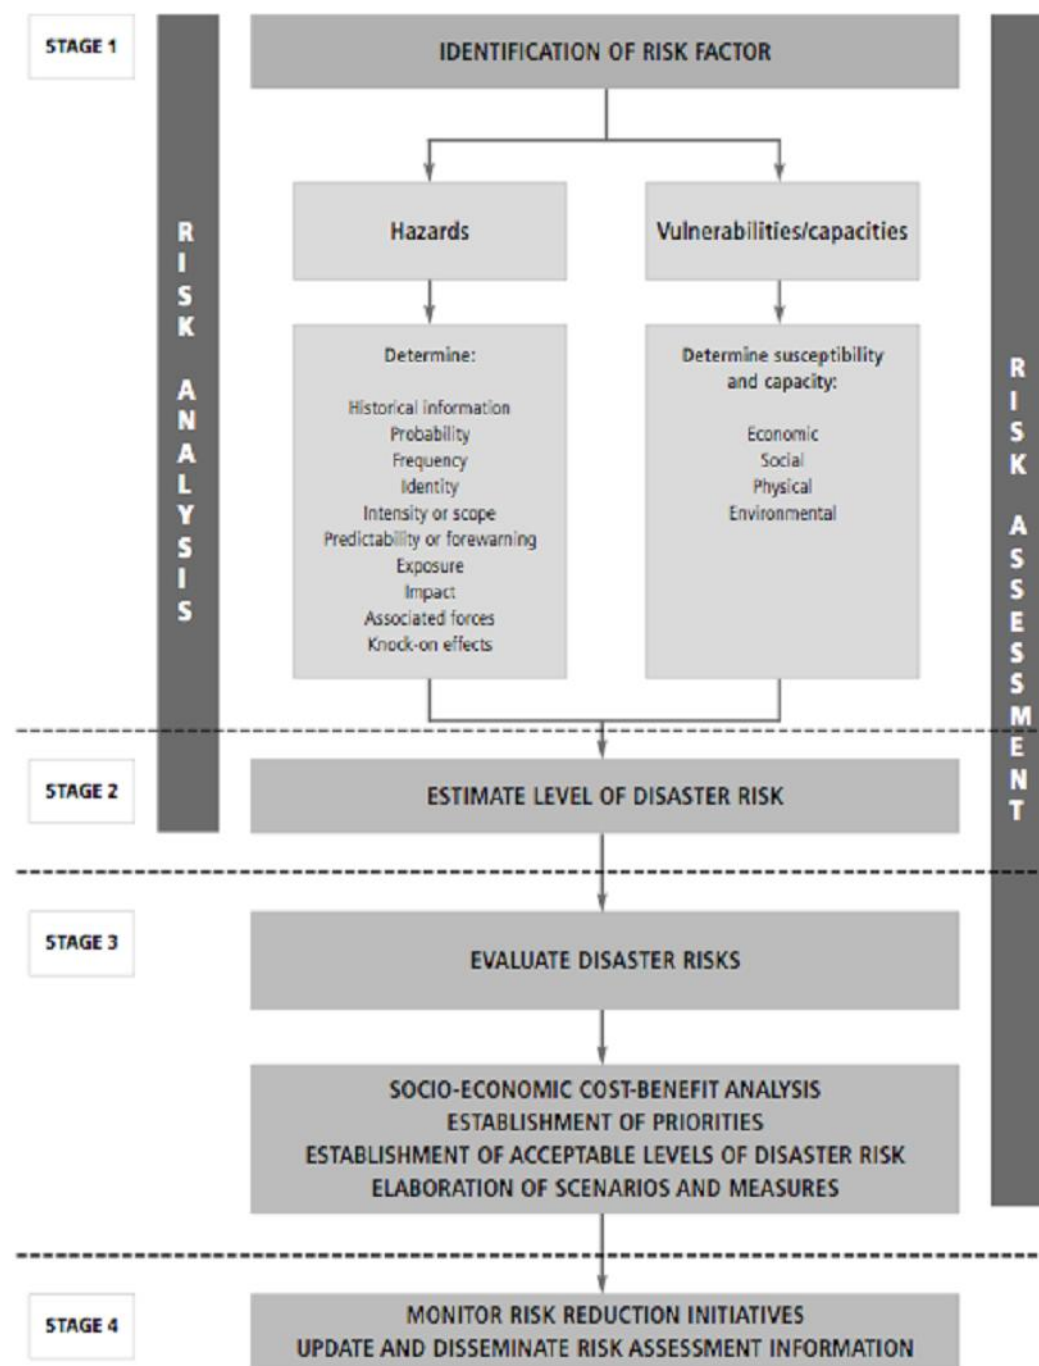 STAGE 1
IDENTIFICATION OF RISK FACTOR
RISK ANALYSIS
RISK ASSESSMENT
Hazards
Vulnerabilities/capacities
Determine:
Historical information
Probability
Frequency
Identity
Intensity or scope
Predictability or forewarning
Exposure
Impact
Associated forces
Knock-on effects
Determine susceptibility
and capacity:
Economic
Social
Physical
Environmental
STAGE 2
ESTIMATE LEVEL OF DISASTER RISK
STAGE 3
EVALUATE DISASTER RISKS
SOCIO-ECONOMIC COST-BENEFIT ANALYSIS
ESTABLISHMENT OF PRIORITIES
ESTABLISHMENT OF ACCEPTABLE LEVELS OF DISASTER RISK
ELABORATION OF SCENARIOS AND MEASURES
STAGE 4
MONITOR RISK REDUCTION INITIATIVES
UPDATE AND DISSEMINATE RISK ASSESSMENT INFORMATION